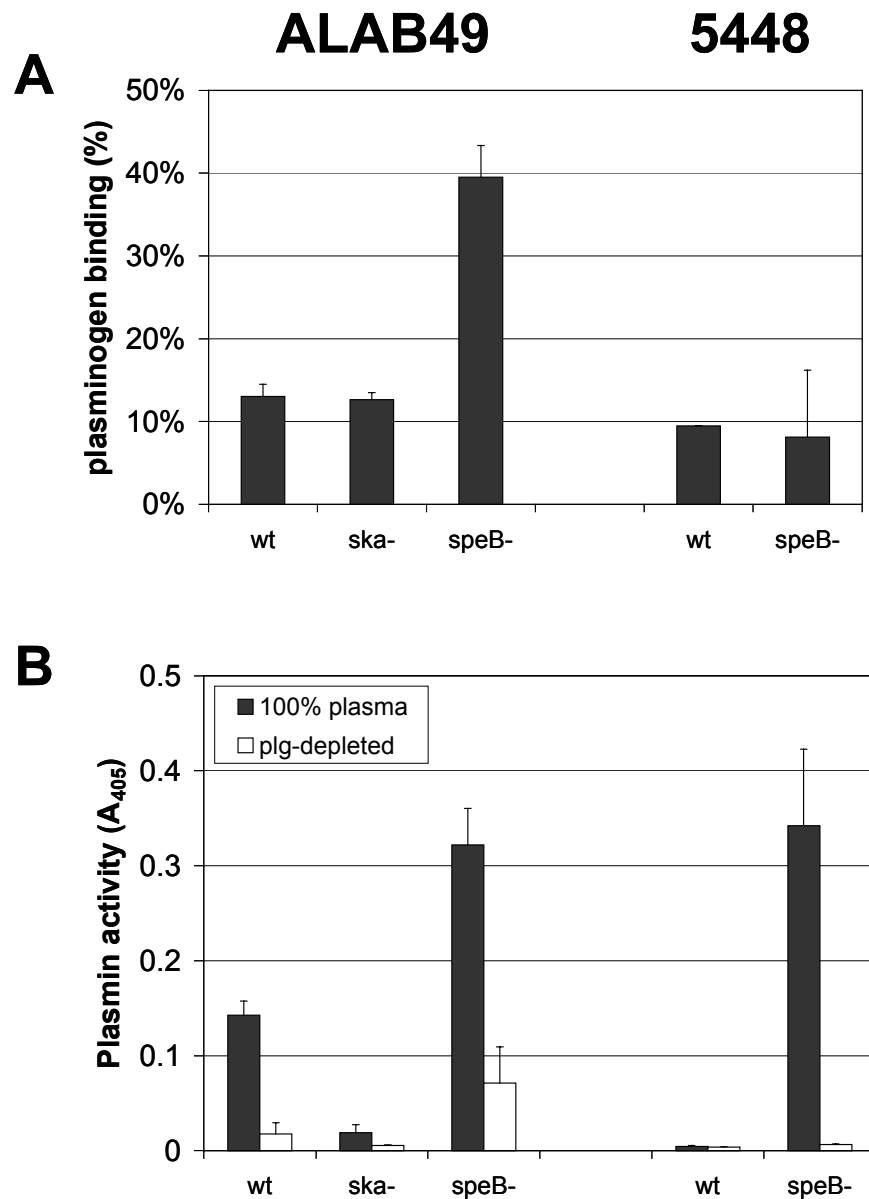 ALAB49 5448
A
plasminogen binding (%)
50%
40%
30%
20%
10%
0%
wt ska- speB- wt speB-
B
Plasmin activity (A405)
100% plasma
plg-depleted
0.5
0.4
0.3
0.2
0.1
0
wt ska- speB- wt speB-